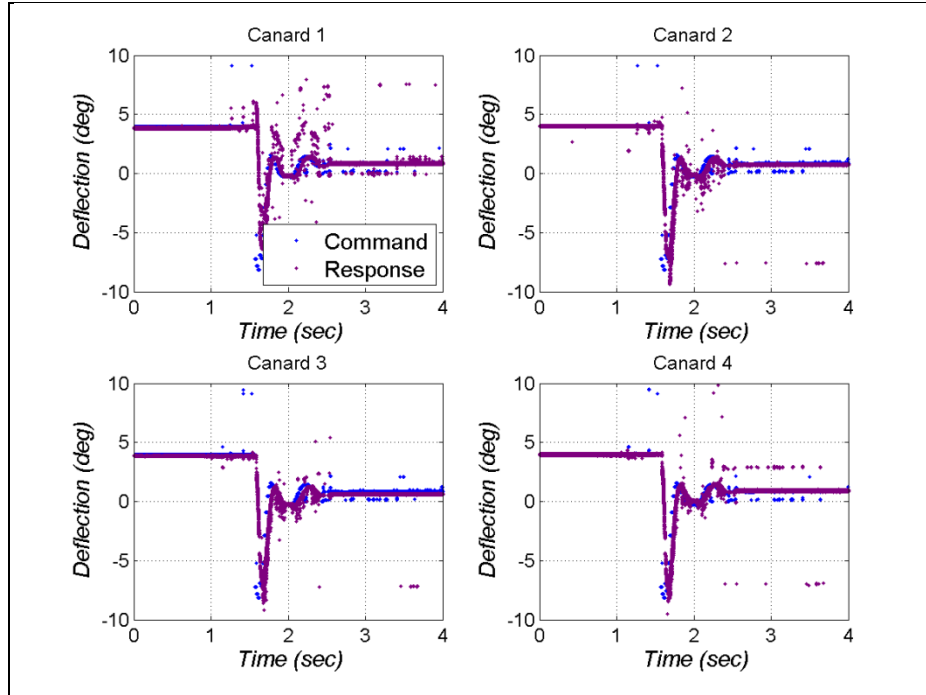 Canard 1
10
5
0
-5
-10
Deflection (deg)
0 1 2 3 4
Time (sec)
Command
Response
Canard 2
10
5
0
-5
-10
Deflection (deg)
0 1 2 3 4
Time (sec)
Canard 3
10
5
0
-5
-10
Deflection (deg)
0 1 2 3 4
Time (sec)
Canard 4
10
5
0
-5
-10
Deflection (deg)
0 1 2 3 4
Time (sec)